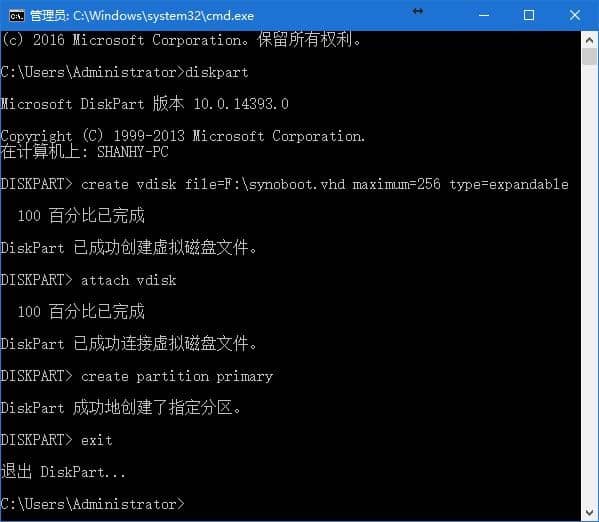 管理员: C:\Windows\system32\cmd.exe
(c) 2016 Microsoft Corporation。保留所有权利。
C:\Users\Administrator>diskpart
Microsoft DiskPart 版本 10.0.14393.0
Copyright (C) 1999-2013 Microsoft Corporation.
在计算机上: SHANHY-PC
DISKPART> create vdisk file=F:\synoboot.vhd maximum=256 type=expandable
100 百分比已完成
DiskPart 已成功创建虚拟磁盘文件。
DISKPART> attach vdisk
100 百分比已完成
DiskPart 已成功连接虚拟磁盘文件。
DISKPART> create partition primary
DiskPart 成功地创建了指定分区。
DISKPART> exit
退出 DiskPart...
C:\Users\Administrator>